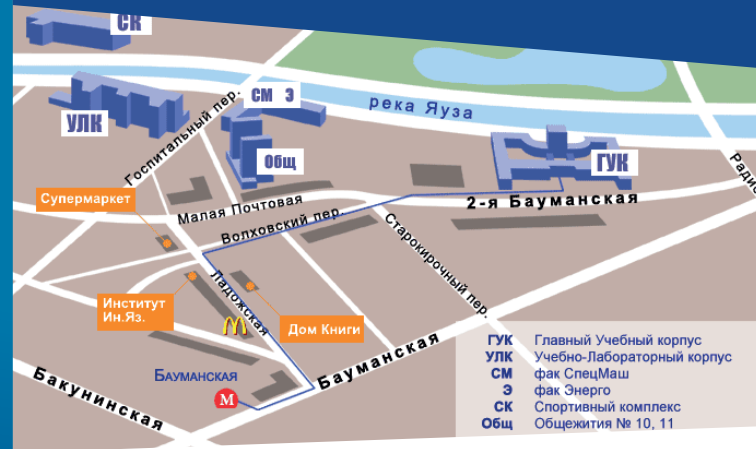 СК
УЛК
Госпитальный пер.
СМ Э
река Яуза
Общ
ГУК
Супермаркет
Малая Почтовая
2-я Бауманская
Волховский пер.
Старокирочный пер.
Институт
Ин.Яз.
Ладожская
Дом Книги
Бауманская
Бауманская
М
Бакунинская
ГУК Главный Учебный корпус
УЛК Учебно-Лабораторный корпус
СМ фак СпецМаш
Э фак Энерго
СК Спортивный комплекс
Общ Общежития № 10, 11